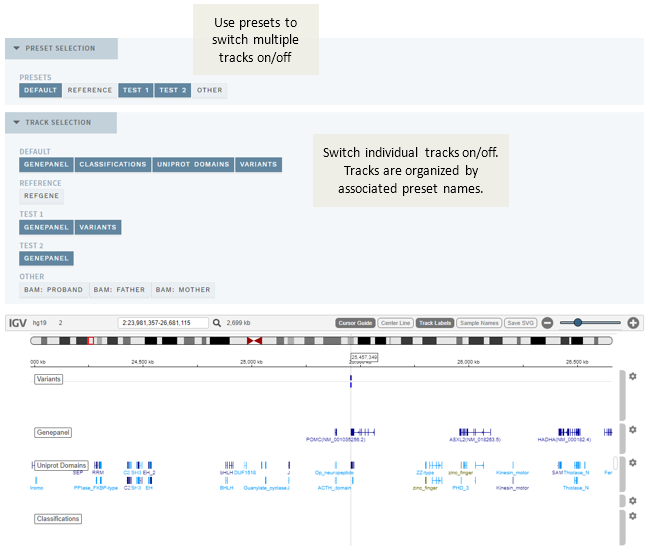 Use presets to
switch multiple
tracks on/off
PRESET SELECTION
PRESETS
DEFAULT REFERENCE TEST 1 TEST 2 OTHER
TRACK SELECTION
Switch individual tracks on/off.
Tracks are organized by
associated preset names.
DEFAULT
GENEPANEL CLASSIFICATIONS UNIPROT DOMAINS VARIANTS
REFERENCE
REFGENE
TEST 1
GENEPANEL VARIANTS
TEST 2
GENEPANEL
OTHER
BAM: PROBAND BAM: FATHER BAM: MOTHER
IGV hg19 2 2:23,981,357-26,681,115 2,699 kb Cursor Guide Center Line Track Labels Sample Names Save SVG
25,457,349
000 kb 24,500 kb 25,000 kb 26,000 kb 26,500 kb
Variants
Genepanel
POMC(NM_001035256.2) ASXL2(NM_018263.5) HADHA(NM_000182.4)
Uniprot Domains
SEP RRM C2 SH3 EH_2 bHLH DUF1518 J Op_neuropeptide ZZ-type zinc_finger Kinesin_motor SAM Thiolase_N Fer
PPIase_FKBP-type C2 SH3 EH BHLH Guanylate_cyclase J ACTH_domain zinc_finger PHD_3 Kinesin_motor Thiolase_N
Classifications